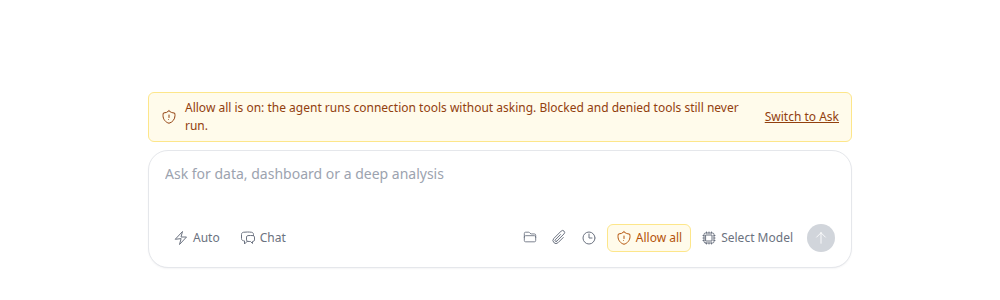 Allow all is on: the agent runs connection tools without asking. Blocked and denied tools still never
run.
Switch to Ask
Ask for data, dashboard or a deep analysis
Auto
Chat
Allow all
Select Model